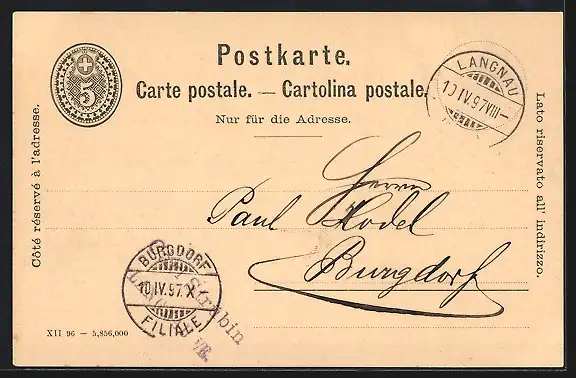 Postkarte.
Carte postale. — Cartolina postale.
Nur für die Adresse.
5
LANGNAU
10 IV. 97. VIII –
Côté réservé à l'adresse.
Lato riservato all' indirizzo.
Herrn
Paul Hodel
Burgdorf
BURGDORF
10 IV. 97. X
FILIALE
XII 96 — 5,856,000